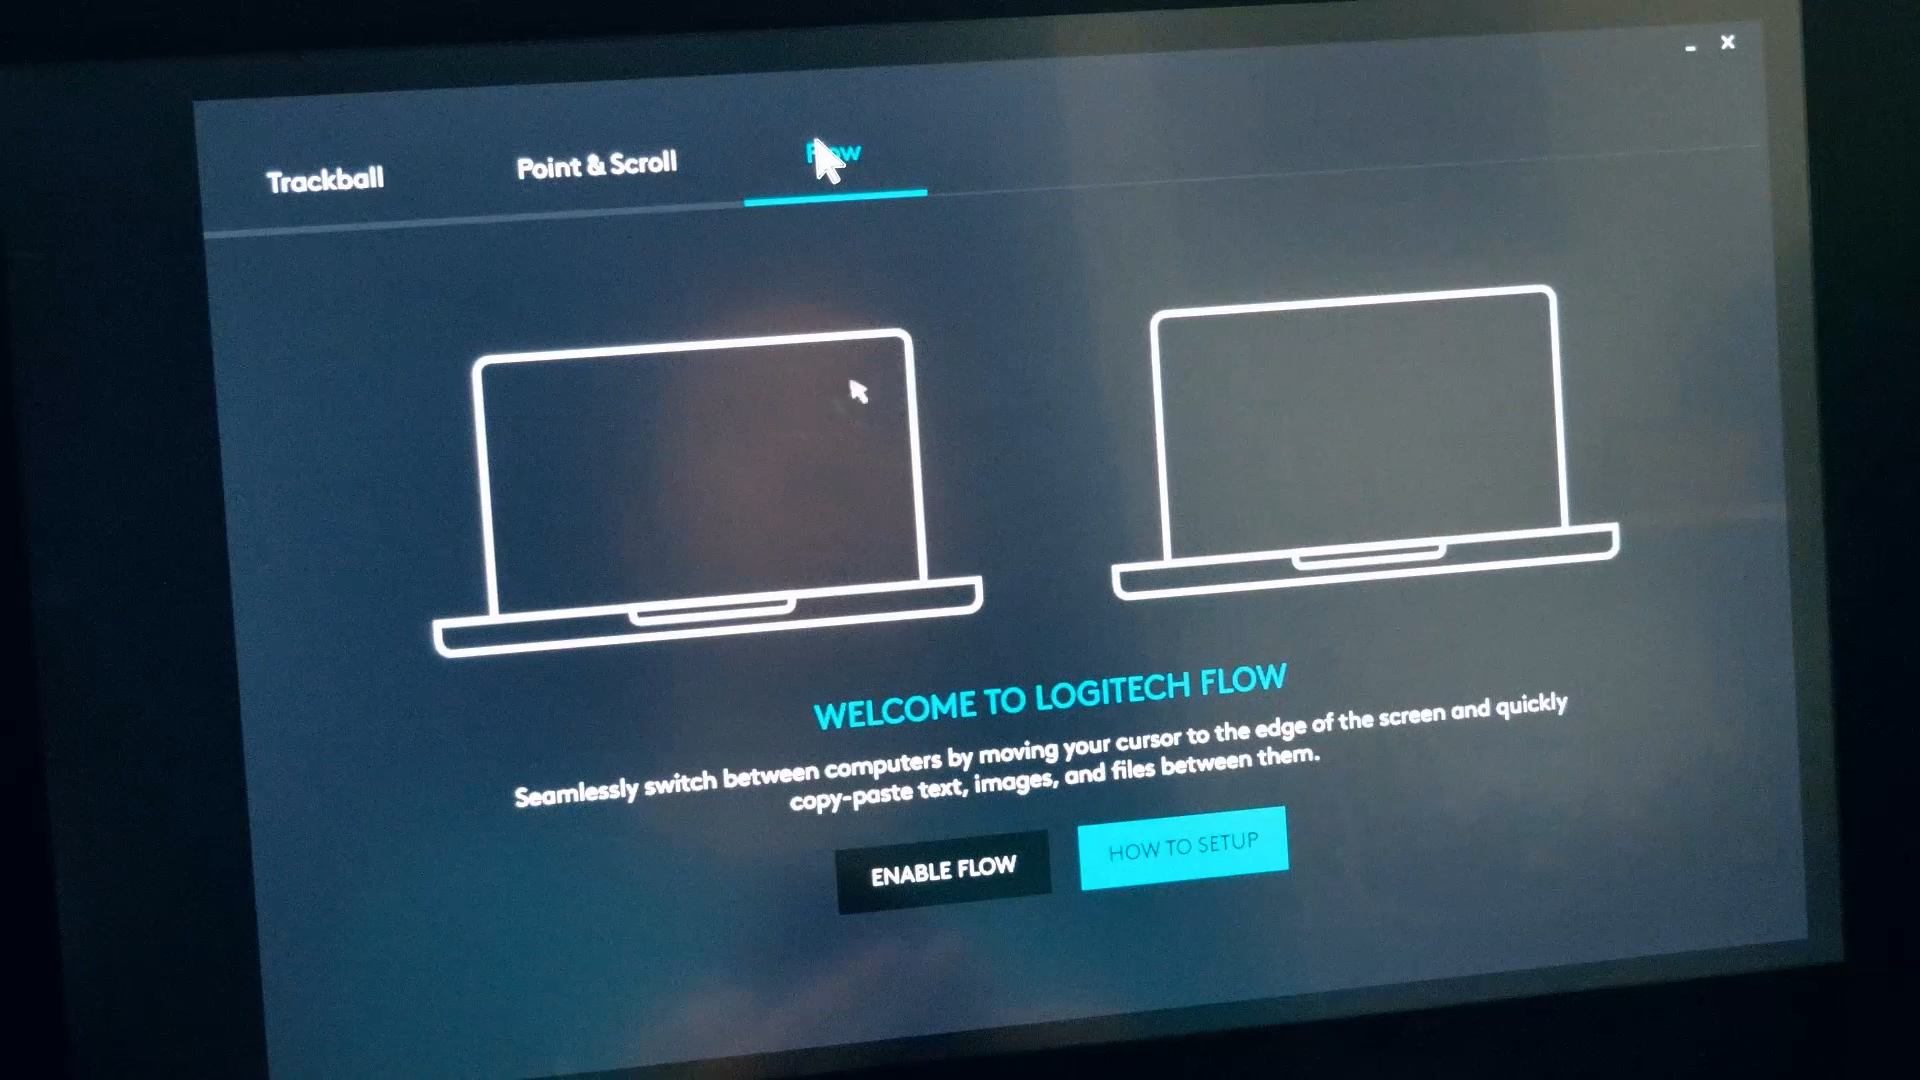 Trackball
Point & Scroll
Flow
WELCOME TO LOGITECH FLOW
Seamlessly switch between computers by moving your cursor to the edge of the screen and quickly
copy-paste text, images, and files between them.
ENABLE FLOW
HOW TO SETUP